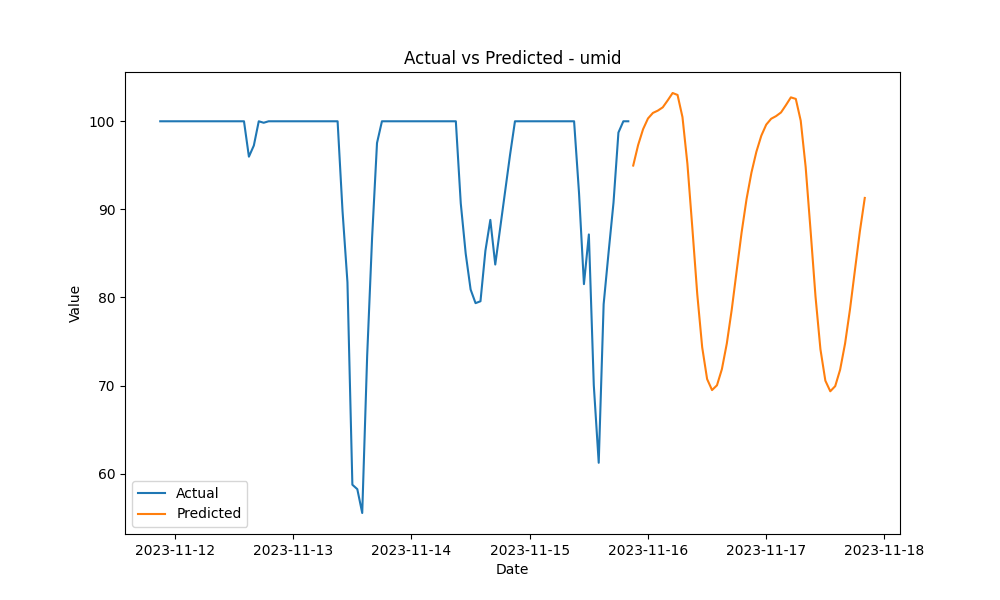 Actual vs Predicted - umid
Value
100
90
80
70
60
Actual
Predicted
2023-11-12
2023-11-13
2023-11-14
2023-11-15
2023-11-16
2023-11-17
2023-11-18
Date